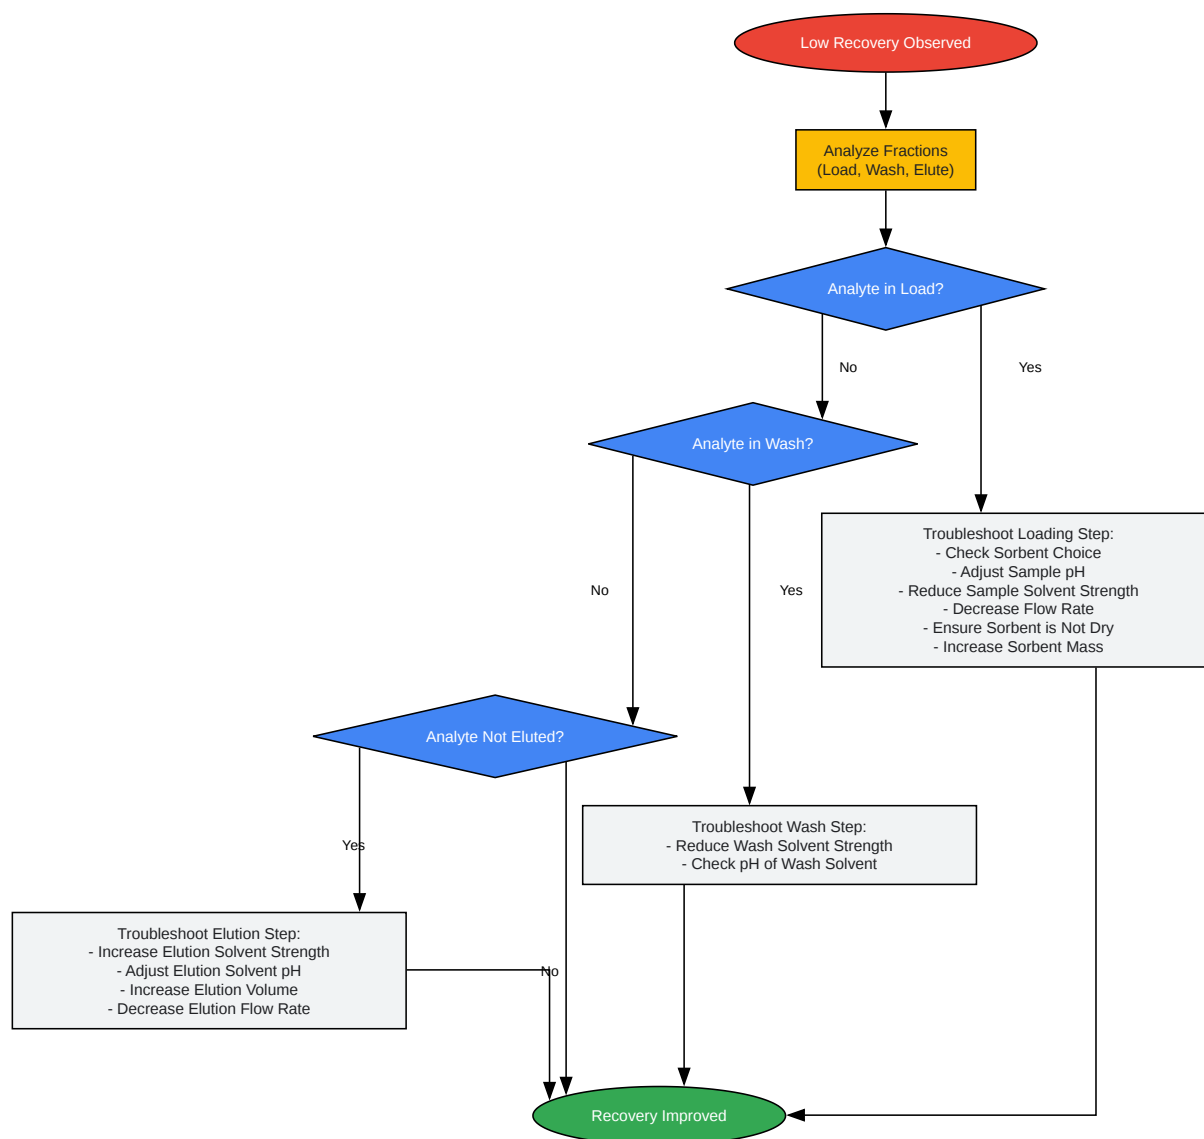 Low Recovery Observed
Analyze Fractions
(Load, Wash, Elute)
Analyte in Load?
No
Yes
Analyte in Wash?
Troubleshoot Loading Step:
- Check Sorbent Choice
- Adjust Sample pH
- Reduce Sample Solvent Strength
- Decrease Flow Rate
- Ensure Sorbent is Not Dry
- Increase Sorbent Mass
No
Yes
Analyte Not Eluted?
Troubleshoot Wash Step:
- Reduce Wash Solvent Strength
- Check pH of Wash Solvent
Yes
Troubleshoot Elution Step:
- Increase Elution Solvent Strength
- Adjust Elution Solvent pH
- Increase Elution Volume
- Decrease Elution Flow Rate
No
Recovery Improved